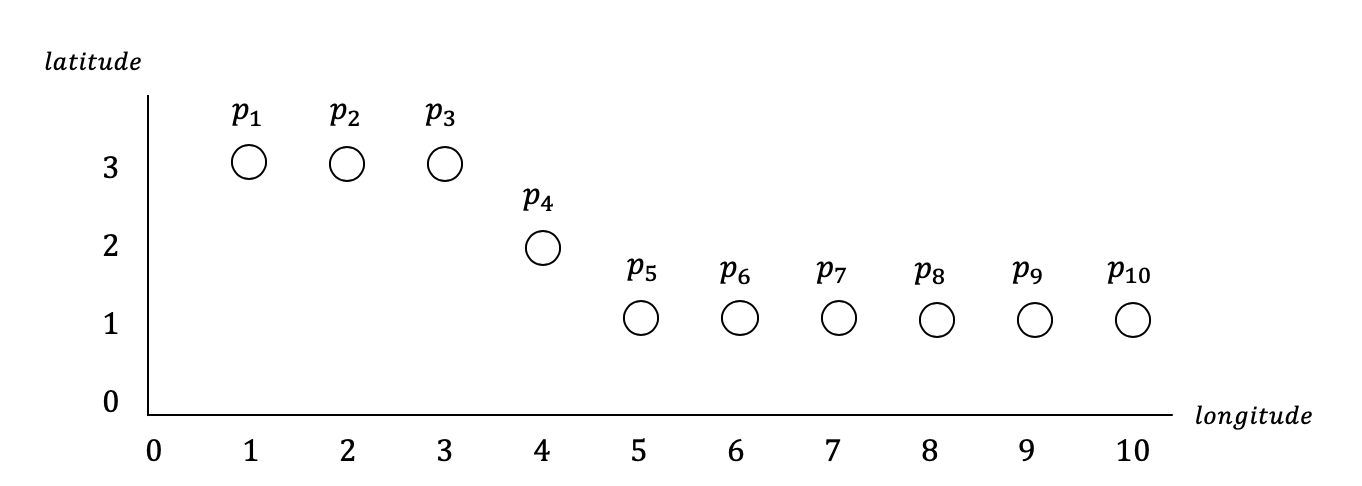 latitude
p₁ p₂ p₃
3
p₄
2
p₅ p₆ p₇ p₈ p₉ p₁₀
1
0
longitude
0 1 2 3 4 5 6 7 8 9 10